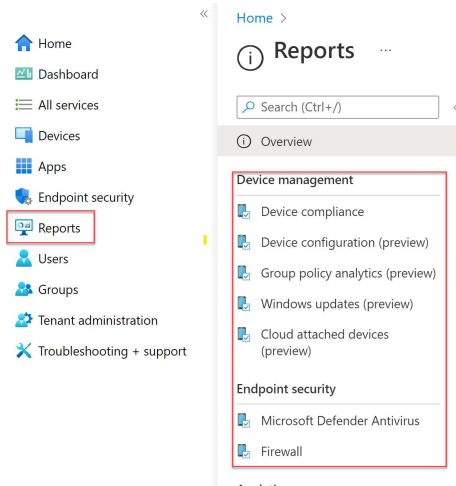 Home
Dashboard
All services
Devices
Apps
Endpoint security
Reports
Users
Groups
Tenant administration
Troubleshooting + support
Home >
Reports ...
Search (Ctrl+/)
Overview
Device management
Device compliance
Device configuration (preview)
Group policy analytics (preview)
Windows updates (preview)
Cloud attached devices
(preview)
Endpoint security
Microsoft Defender Antivirus
Firewall